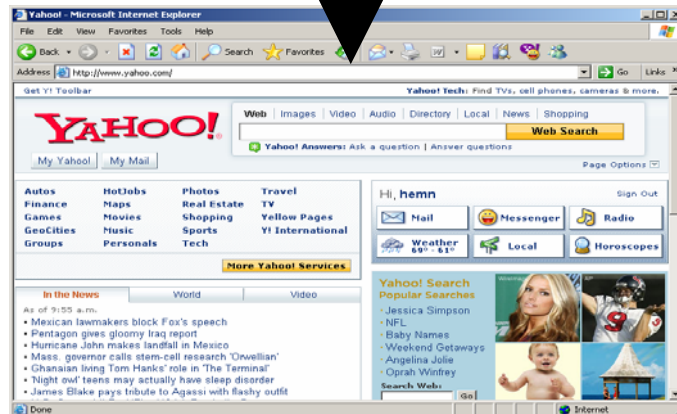 Yahoo! - Microsoft Internet Explorer
File Edit View Favorites Tools Help
Back Search Favorites
Address http://www.yahoo.com/ Go Links
Get Y! Toolbar Yahoo! Tech: Find TVs, cell phones, cameras & more.
YAHOO!
Web | Images | Video | Audio | Directory | Local | News | Shopping
Web Search
Yahoo! Answers: Ask a question | Answer questions
My Yahoo! My Mail
Page Options
Autos HotJobs Photos Travel
Finance Maps Real Estate TV
Games Movies Shopping Yellow Pages
GeoCities Music Sports Y! International
Groups Personals Tech
More Yahoo! Services
Hi, hemn Sign Out
Mail Messenger Radio
Weather 69° - 61° Local Horoscopes
In the News World Video
As of 9:55 a.m.
• Mexican lawmakers block Fox's speech
• Pentagon gives gloomy Iraq report
• Hurricane John makes landfall in Mexico
• Mass. governor calls stem-cell research 'Orwellian'
• Ghanaian living Tom Hanks' role in 'The Terminal'
• 'Night owl' teens may actually have sleep disorder
• James Blake pays tribute to Agassi with flashy outfit
Yahoo! Search
Popular Searches
· Jessica Simpson
· NFL
· Baby Names
· Weekend Getaways
· Angelina Jolie
· Oprah Winfrey
Search Web:
Go
Done Internet